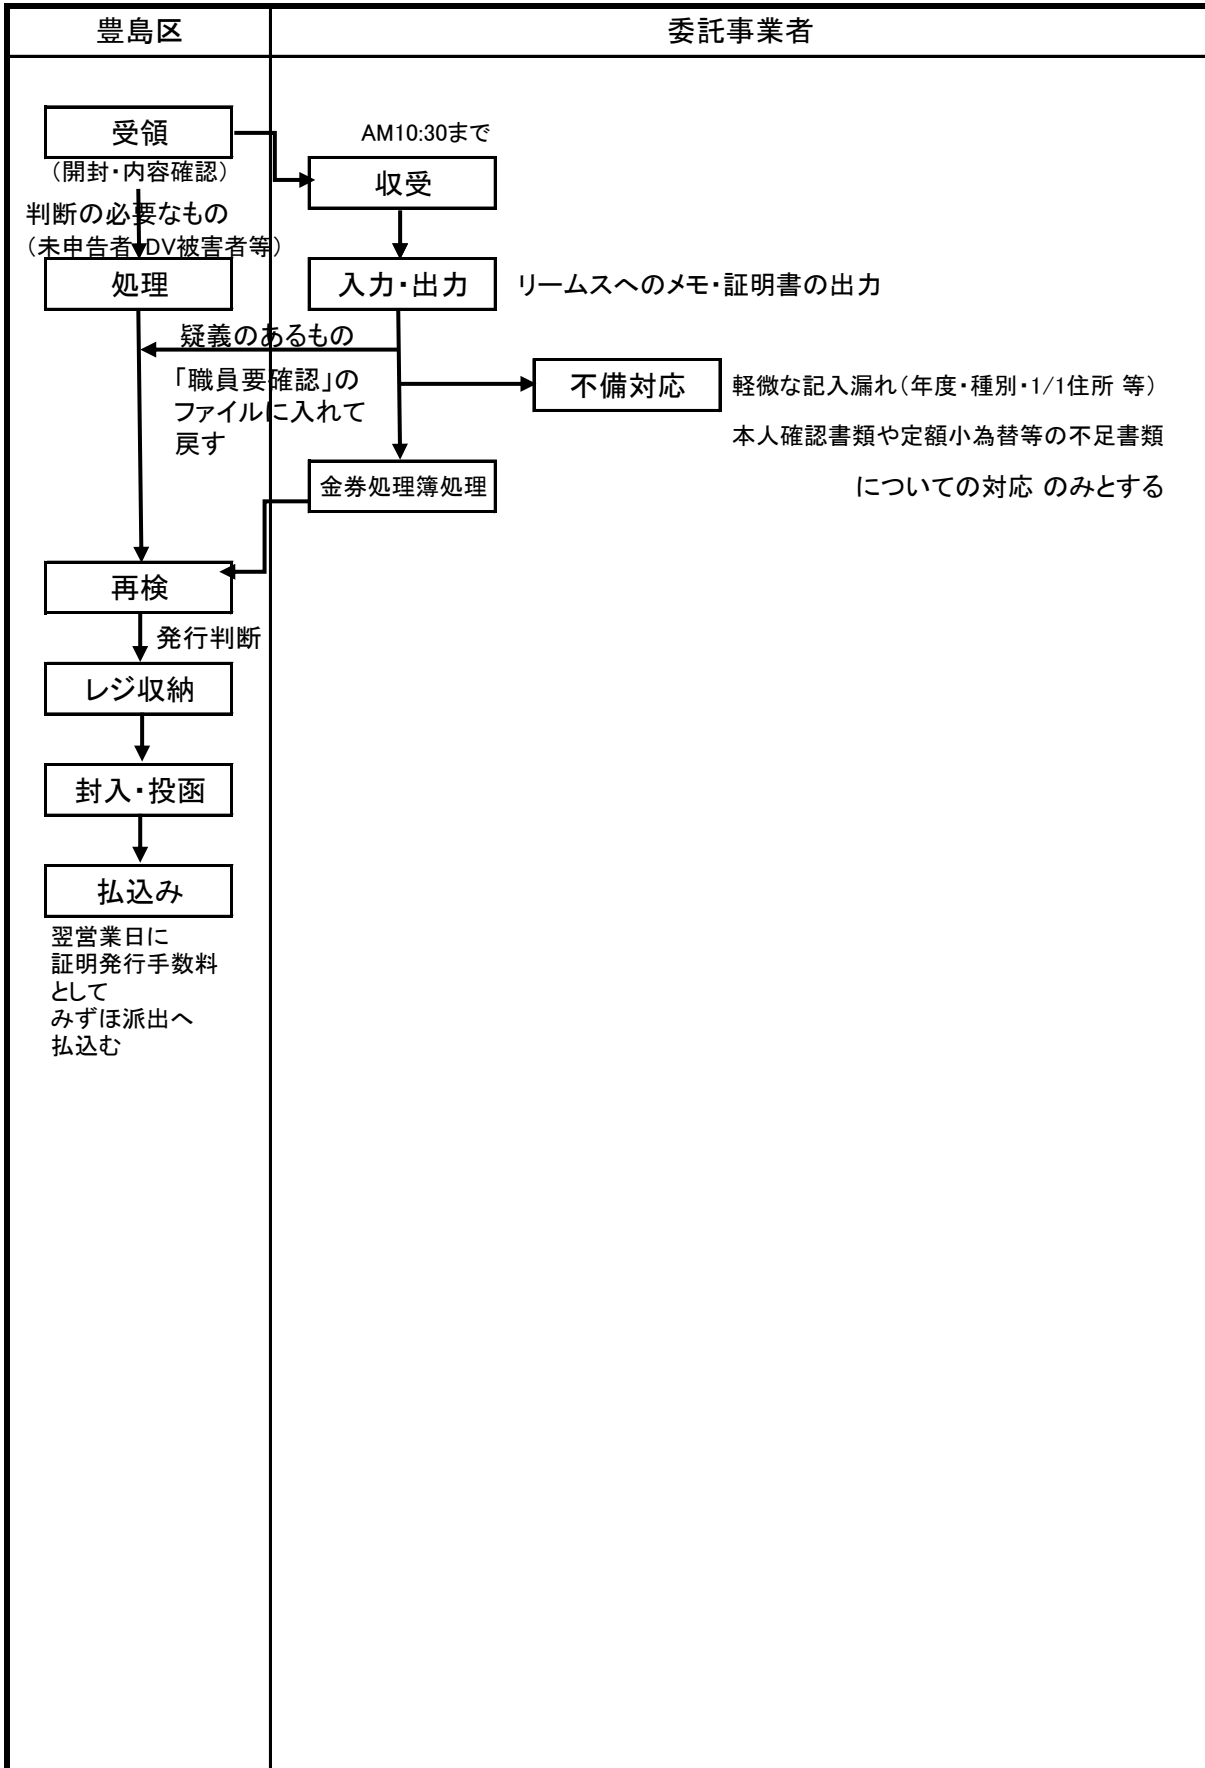 豊島区
委託事業者
受領
（開封・内容確認）
AM10:30まで
収受
判断の必要なもの
（未申告者、DV被害者等）
処理
入力・出力
リームスへのメモ・証明書の出力
疑義のあるもの
「職員要確認」の
ファイルに入れて
戻す
不備対応
軽微な記入漏れ（年度・種別・1/1住所 等）
本人確認書類や定額小為替等の不足書類
についての対応 のみとする
金券処理簿処理
再検
発行判断
レジ収納
封入・投函
払込み
翌営業日に
証明発行手数料
として
みずほ派出へ
払込む